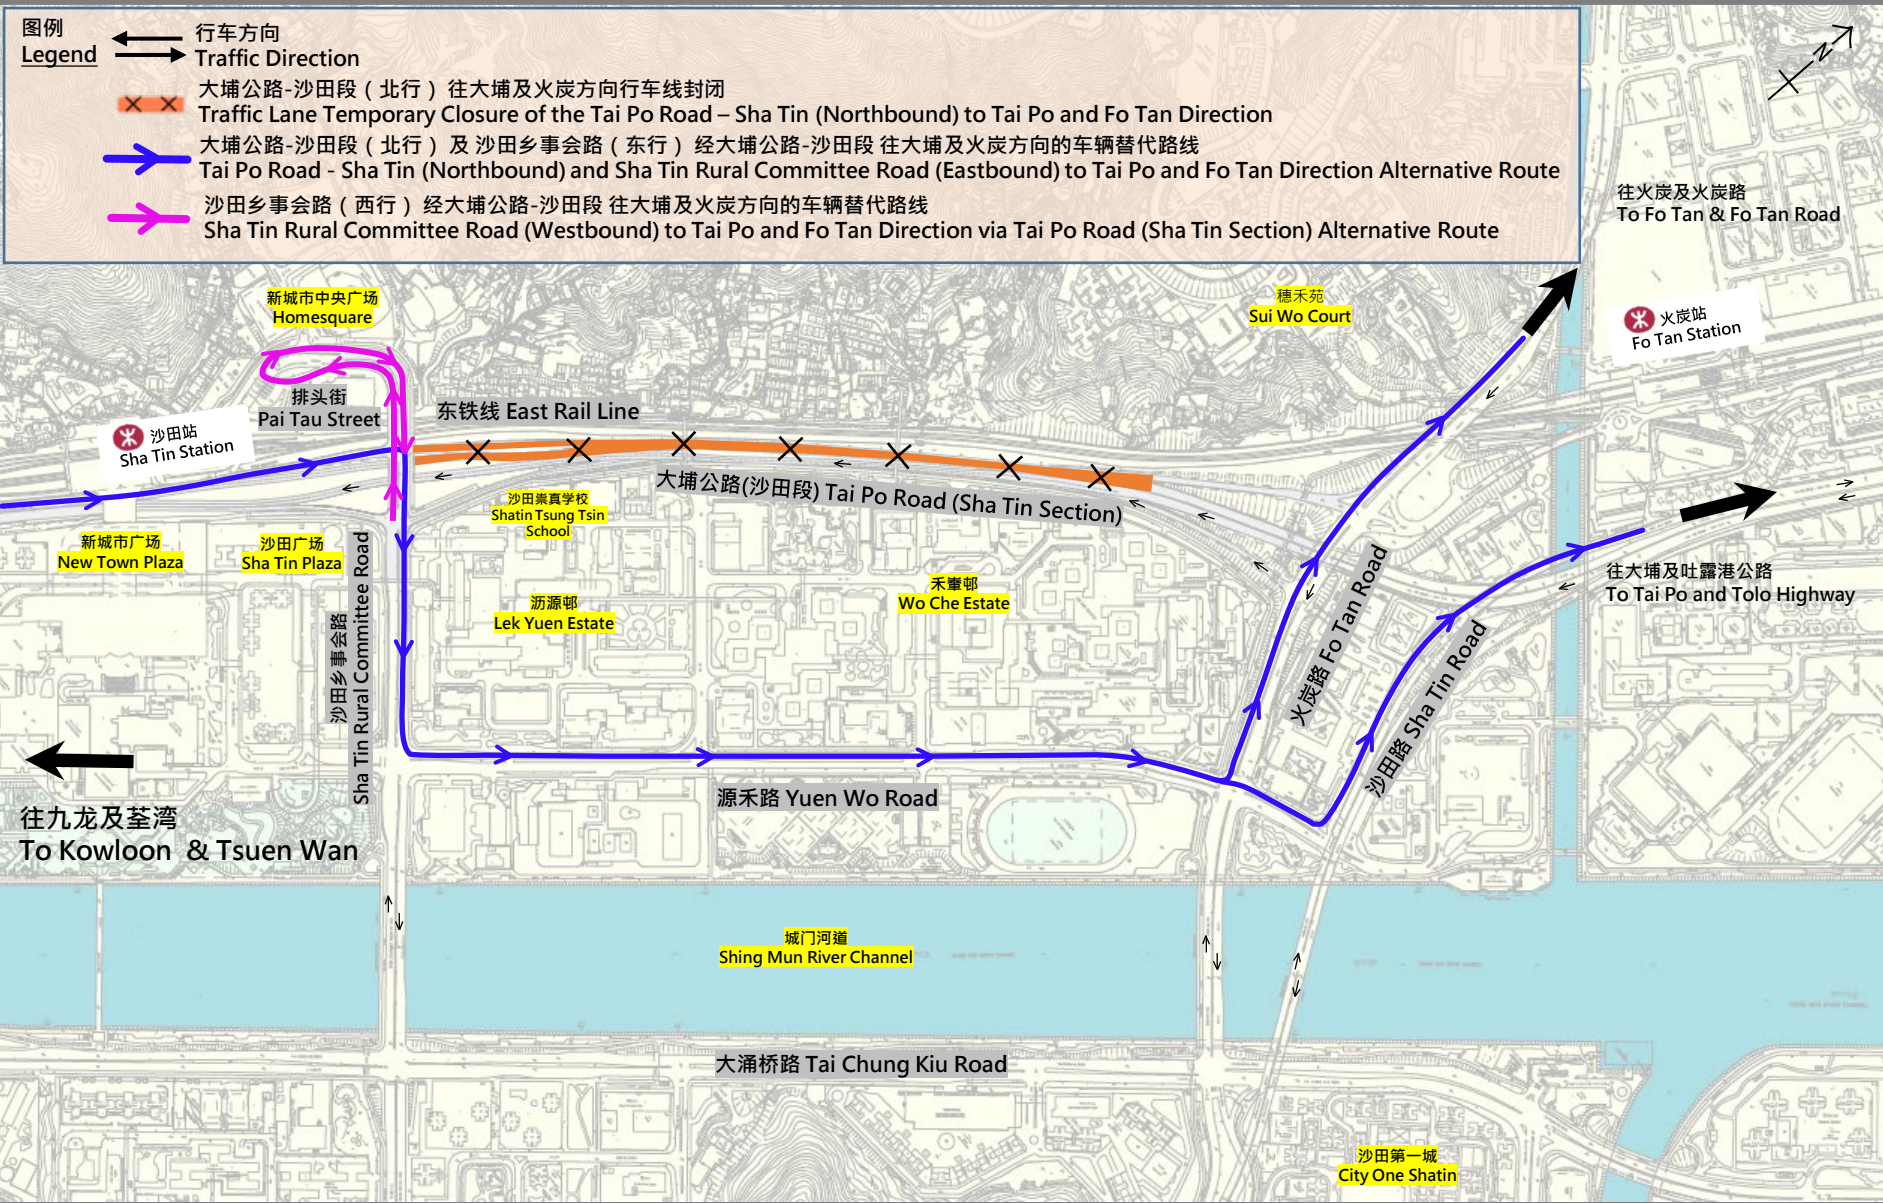 图例
Legend
行车方向
Traffic Direction
大埔公路-沙田段（北行）往大埔及火炭方向行车线封闭
Traffic Lane Temporary Closure of the Tai Po Road – Sha Tin (Northbound) to Tai Po and Fo Tan Direction
大埔公路-沙田段（北行）及 沙田乡事会路（东行）经大埔公路-沙田段 往大埔及火炭方向的车辆替代路线
Tai Po Road - Sha Tin (Northbound) and Sha Tin Rural Committee Road (Eastbound) to Tai Po and Fo Tan Direction Alternative Route
沙田乡事会路（西行）经大埔公路-沙田段 往大埔及火炭方向的车辆替代路线
Sha Tin Rural Committee Road (Westbound) to Tai Po and Fo Tan Direction via Tai Po Road (Sha Tin Section) Alternative Route
N
往火炭及火炭路
To Fo Tan & Fo Tan Road
新城市中央广场
Homesquare
穗禾苑
Sui Wo Court
火炭站
Fo Tan Station
排头街
Pai Tau Street
东铁线 East Rail Line
沙田站
Sha Tin Station
大埔公路(沙田段) Tai Po Road (Sha Tin Section)
沙田崇真学校
Shatin Tsung Tsin
School
新城市广场
New Town Plaza
沙田广场
Sha Tin Plaza
沙田乡事会路
Sha Tin Rural Committee Road
沥源邨
Lek Yuen Estate
禾輋邨
Wo Che Estate
火炭路 Fo Tan Road
沙田路 Sha Tin Road
往大埔及吐露港公路
To Tai Po and Tolo Highway
源禾路 Yuen Wo Road
往九龙及荃湾
To Kowloon & Tsuen Wan
城门河道
Shing Mun River Channel
大涌桥路 Tai Chung Kiu Road
沙田第一城
City One Shatin